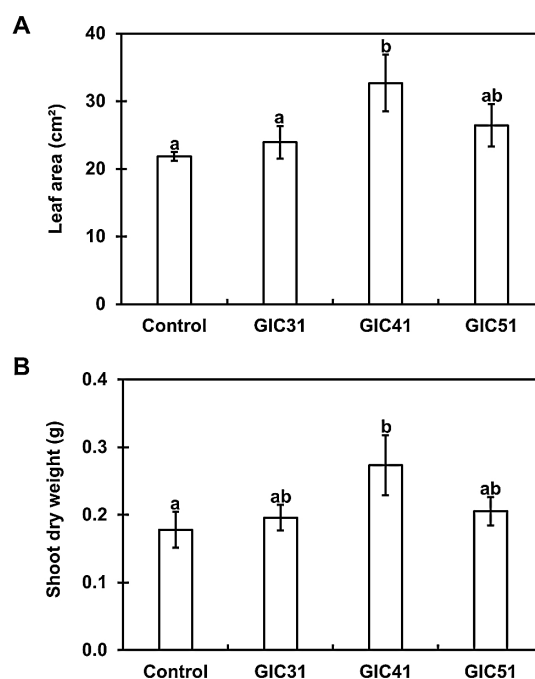 A
Leaf area (cm²)
40
30
20
10
0
a
a
b
ab
Control GIC31 GIC41 GIC51
B
Shoot dry weight (g)
0.4
0.3
0.2
0.1
0.0
a
ab
b
ab
Control GIC31 GIC41 GIC51